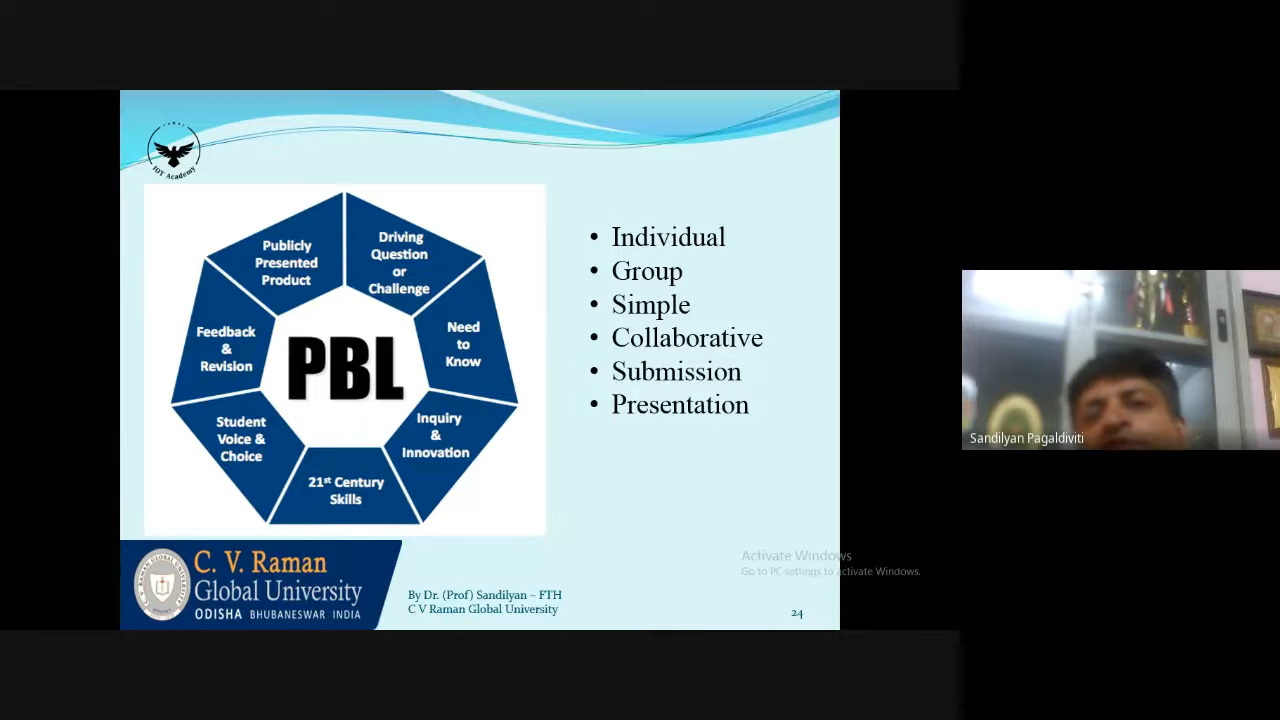 IOT Academy
Publicly
Presented
Product
Driving
Question
or
Challenge
Feedback
&
Revision
PBL
Need
to
Know
Student
Voice &
Choice
Inquiry
&
Innovation
21st Century
Skills
• Individual
• Group
• Simple
• Collaborative
• Submission
• Presentation
Sandilyan Pagaldiviti
Activate Windows
Go to PC settings to activate Windows.
C. V. Raman
Global University
ODISHA BHUBANESWAR INDIA
By Dr. (Prof) Sandilyan – FTH
C V Raman Global University
24